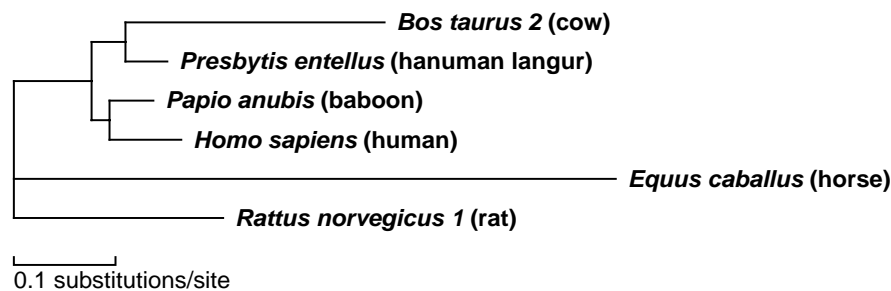 Bos taurus 2 (cow)
Presbytis entellus (hanuman langur)
Papio anubis (baboon)
Homo sapiens (human)
Equus caballus (horse)
Rattus norvegicus 1 (rat)
0.1 substitutions/site